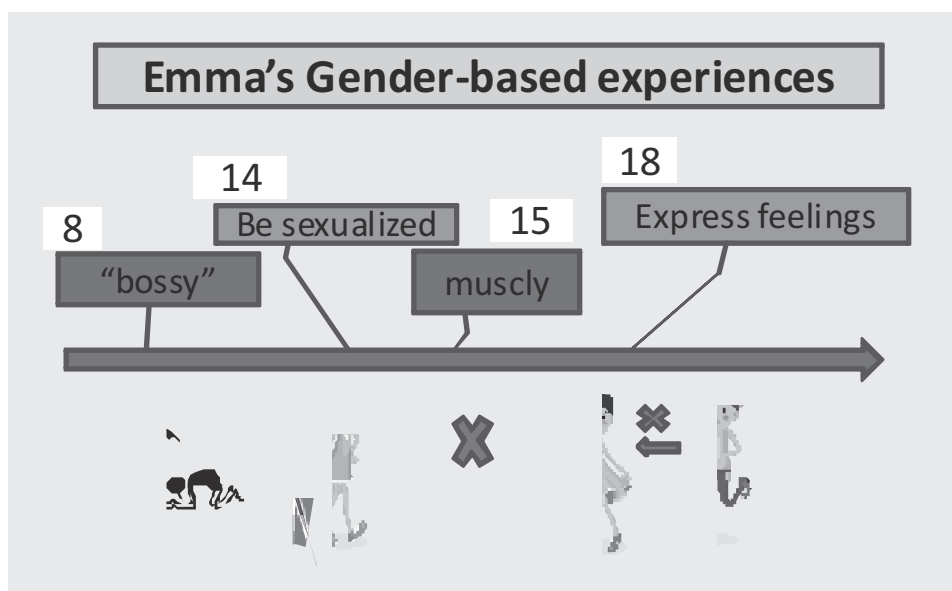 Emma’s Gender-based experiences
8
“bossy”
14
Be sexualized
15
muscly
18
Express feelings